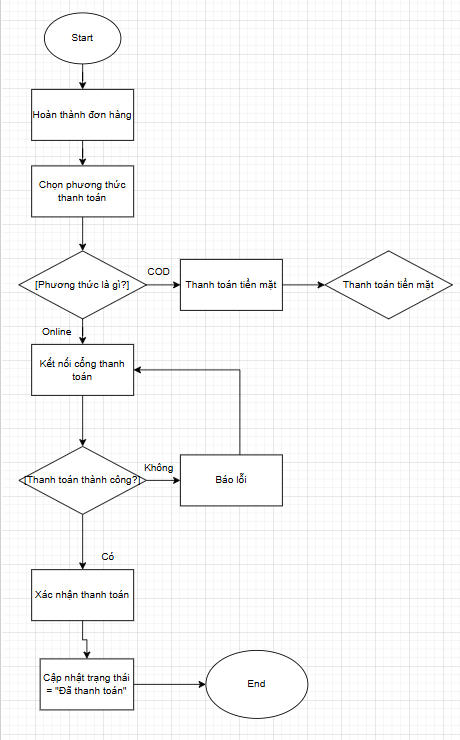 Start
Hoàn thành đơn hàng
Chọn phương thức
thanh toán
[Phương thức là gì?]
COD
Thanh toán tiền mặt
Thanh toán tiền mặt
Online
Kết nối cổng thanh
toán
[Thanh toán thành công?]
Không
Báo lỗi
Có
Xác nhận thanh toán
Cập nhật trạng thái
= "Đã thanh toán"
End